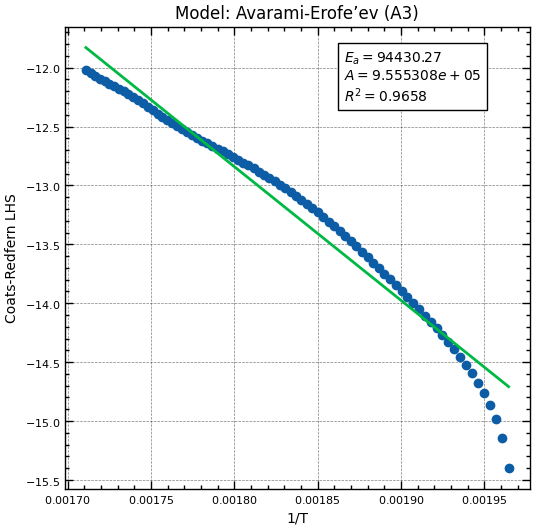 Model: Avarami-Erofe’ev (A3)
E_a = 94430.27
A = 9.555308e + 05
R^2 = 0.9658
−12.0
−12.5
−13.0
−13.5
−14.0
−14.5
−15.0
−15.5
Coats-Redfern LHS
0.00170 0.00175 0.00180 0.00185 0.00190 0.00195
1/T